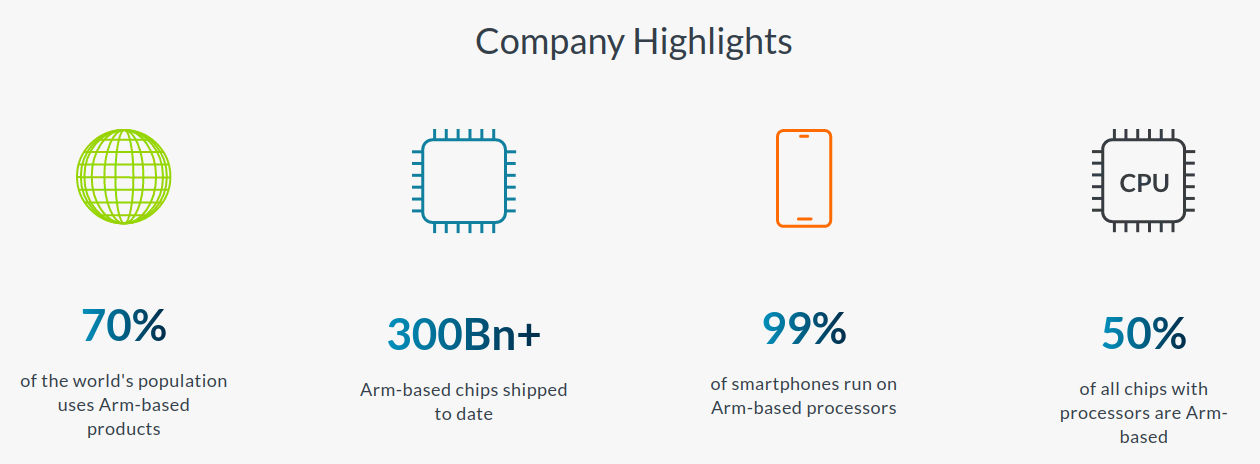 Company Highlights
CPU
70%
of the world's population
uses Arm-based
products
300Bn+
Arm-based chips shipped
to date
99%
of smartphones run on
Arm-based processors
50%
of all chips with
processors are Arm-
based